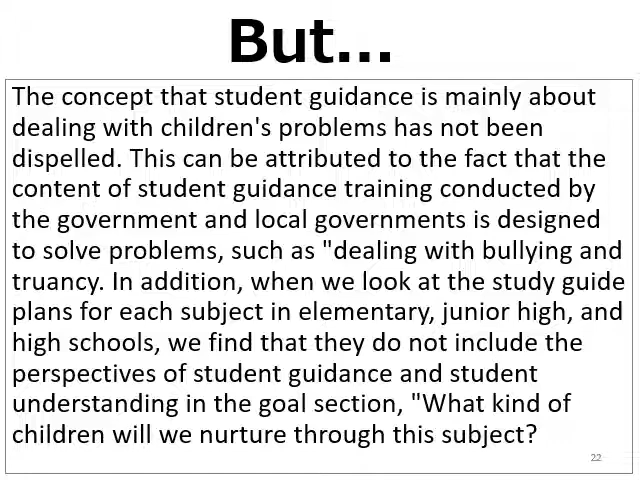 But...
The concept that student guidance is mainly about
dealing with children's problems has not been
dispelled. This can be attributed to the fact that the
content of student guidance training conducted by
the government and local governments is designed
to solve problems, such as "dealing with bullying and
truancy. In addition, when we look at the study guide
plans for each subject in elementary, junior high, and
high schools, we find that they do not include the
perspectives of student guidance and student
understanding in the goal section, "What kind of
children will we nurture through this subject?
22